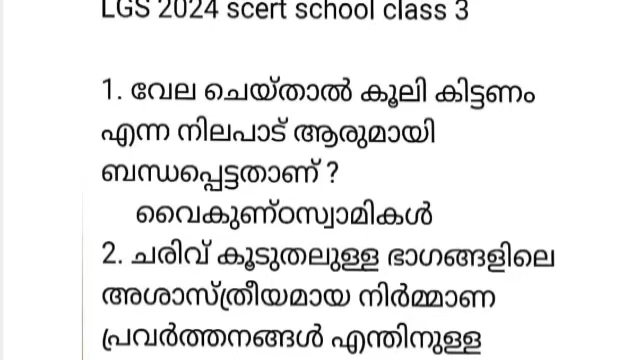 LGS 2024 scert school class 3
1. വേല ചെയ്താൽ കൂലി കിട്ടണം
എന്ന നിലപാട് ആരുമായി
ബന്ധപ്പെട്ടതാണ് ?
വൈകുണ്ഠസ്വാമികൾ
2. ചരിവ് കൂടുതലുള്ള ഭാഗങ്ങളിലെ
അശാസ്ത്രീയമായ നിർമ്മാണ
പ്രവർത്തനങ്ങൾ എന്തിനുള്ള